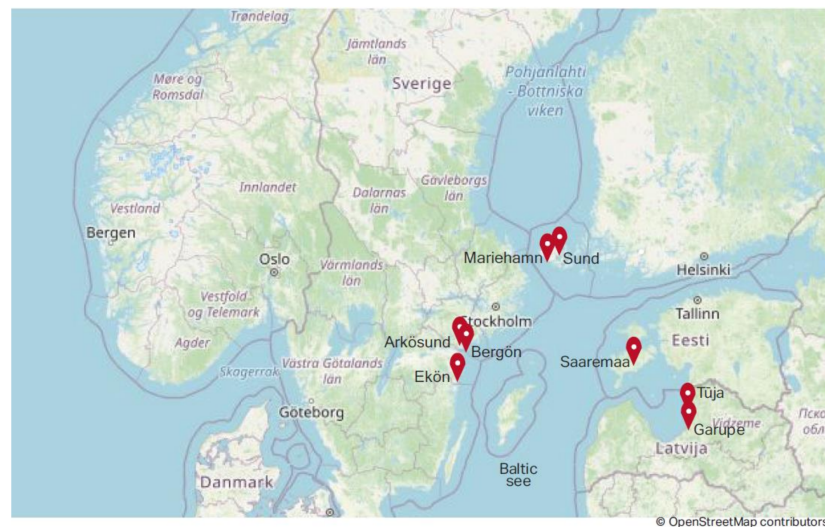 Trøndelag
Jämtlands
län
Møre og
Romsdal
Sverige
Pohjanlahti
- Bottniska
viken
Innlandet
Dalarnas
län
Gävleborgs
län
Vestland
Bergen
Oslo
Värmlands
län
Mariehamn
Sund
Helsinki
Vestfold
og Telemark
Stockholm
Tallinn
Agder
Arkösund
Bergön
Saaremaa
Eesti
Skagerrak
Västra Götalands
län
Ekön
Tūja
Göteborg
Garupe
Vidzeme
Latvija
Danmark
Baltic
see
© OpenStreetMap contributors